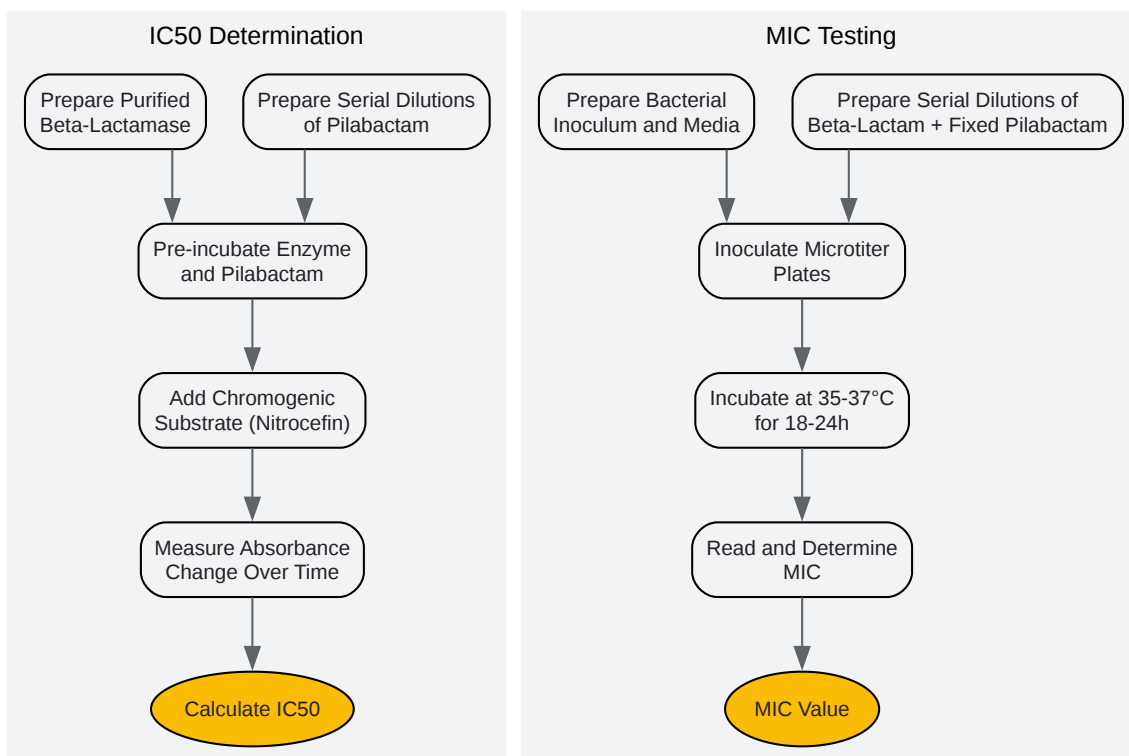 IC50 Determination
Prepare Purified
Beta-Lactamase
Prepare Serial Dilutions
of Pilabactam
Pre-incubate Enzyme
and Pilabactam
Add Chromogenic
Substrate (Nitrocefin)
Measure Absorbance
Change Over Time
Calculate IC50
MIC Testing
Prepare Bacterial
Inoculum and Media
Prepare Serial Dilutions of
Beta-Lactam + Fixed Pilabactam
Inoculate Microtiter
Plates
Incubate at 35-37°C
for 18-24h
Read and Determine
MIC
MIC Value